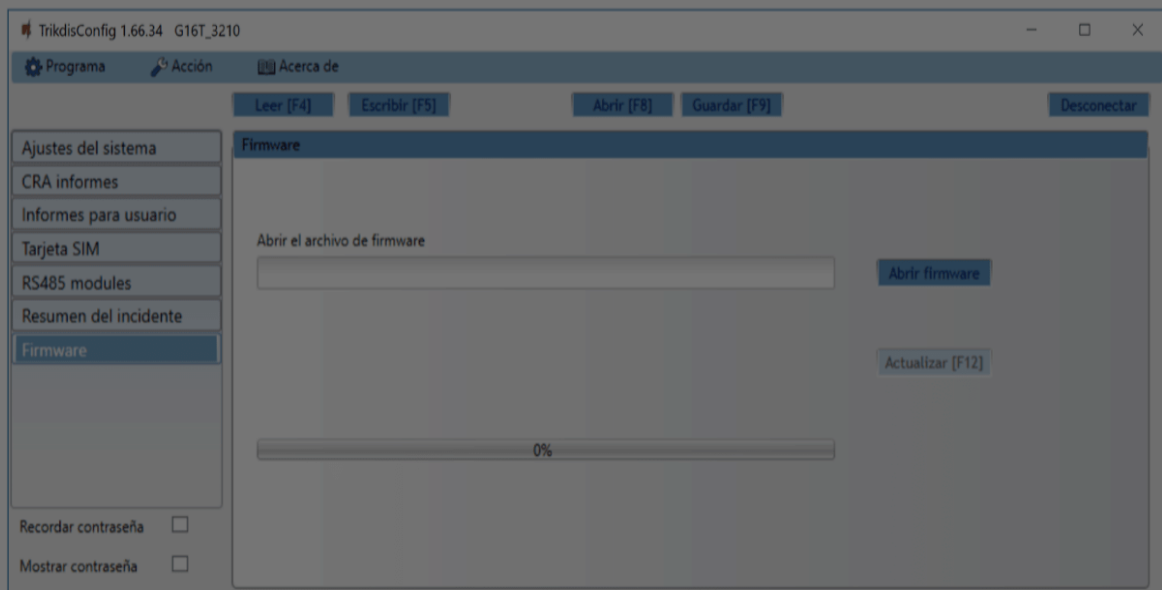 TrikdisConfig 1.66.34 G16T_3210
Programa Acción Acerca de
Leer [F4] Escribir [F5] Abrir [F8] Guardar [F9] Desconectar
Ajustes del sistema
CRA informes
Informes para usuario
Tarjeta SIM
RS485 modules
Resumen del incidente
Firmware
Recordar contraseña
Mostrar contraseña
Firmware
Abrir el archivo de firmware
Abrir firmware
Actualizar [F12]
0%